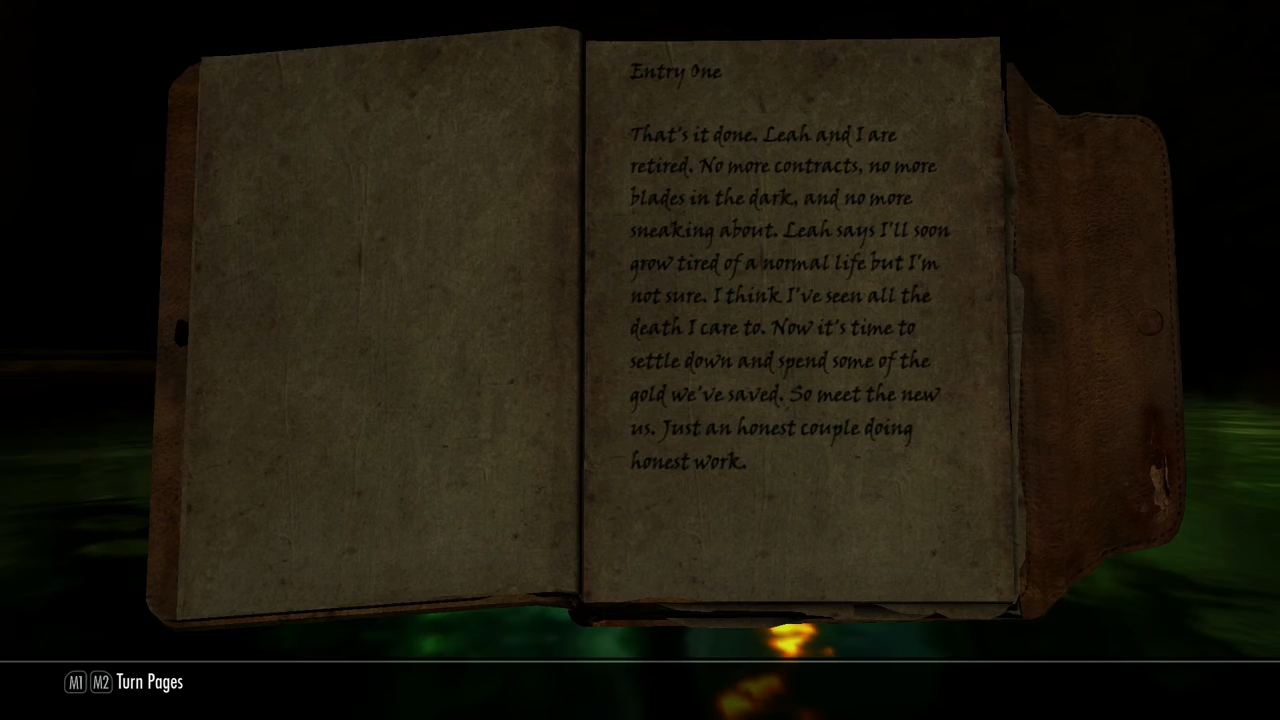 Entry One
That's it done. Leah and I are
retired. No more contracts, no more
blades in the dark, and no more
sneaking about. Leah says I'll soon
grow tired of a normal life but I'm
not sure. I think I've seen all the
death I care to. Now it's time to
settle down and spend some of the
gold we've saved. So meet the new
us. Just an honest couple doing
honest work.
M1 M2 Turn Pages